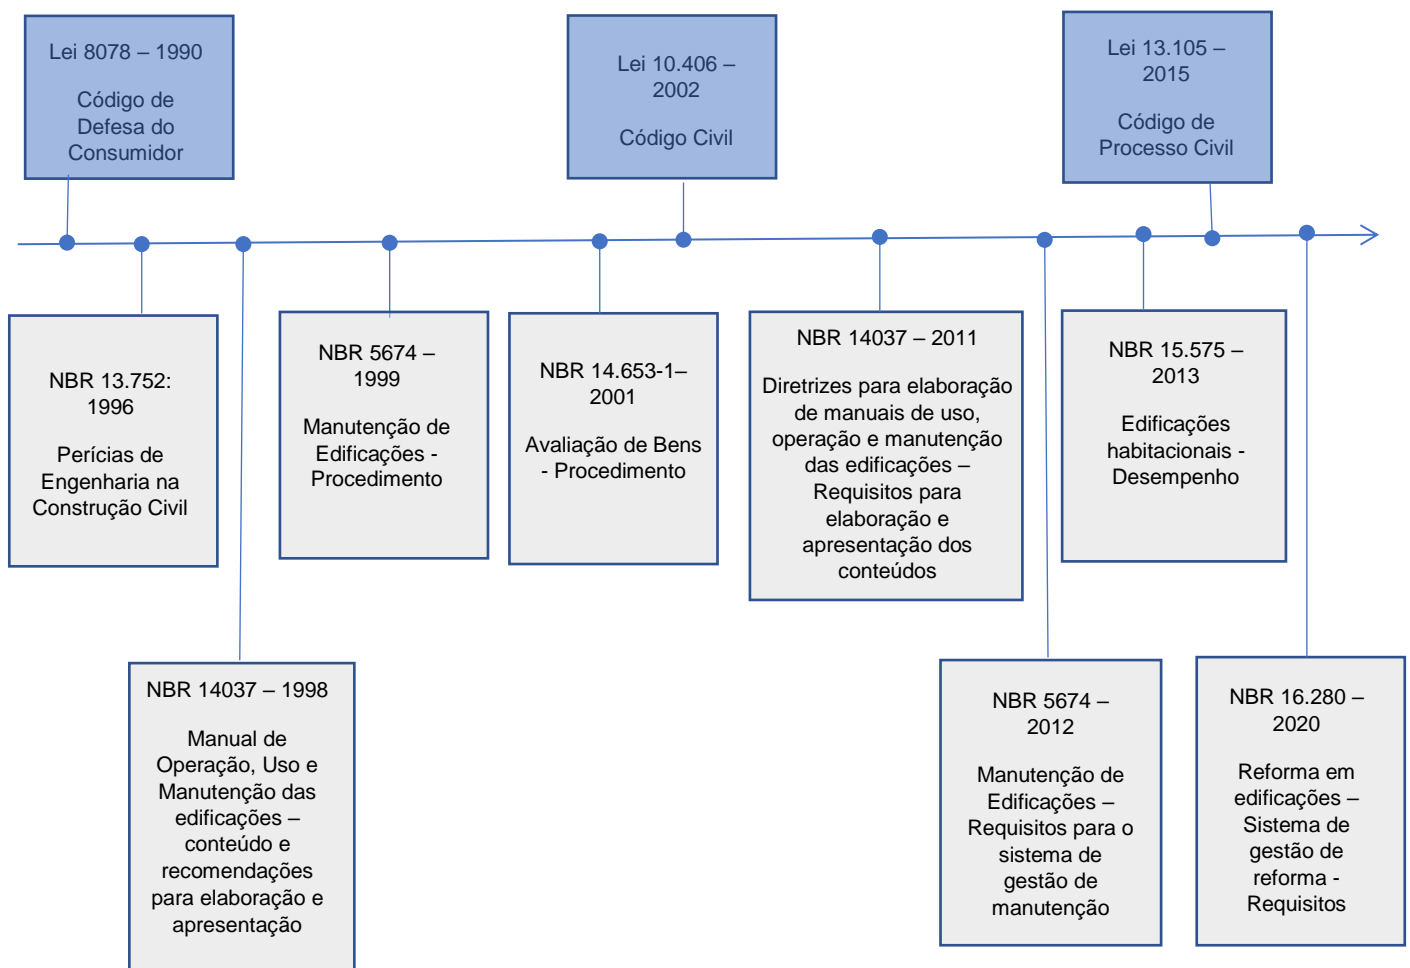 Lei 8078 – 1990
Código de
Defesa do
Consumidor
Lei 10.406 –
2002
Código Civil
Lei 13.105 –
2015
Código de
Processo Civil
NBR 13.752:
1996
Perícias de
Engenharia na
Construção Civil
NBR 5674 –
1999
Manutenção de
Edificações -
Procedimento
NBR 14.653-1–
2001
Avaliação de Bens
- Procedimento
NBR 14037 – 2011
Diretrizes para elaboração
de manuais de uso,
operação e manutenção
das edificações –
Requisitos para
elaboração e
apresentação dos
conteúdos
NBR 15.575 –
2013
Edificações
habitacionais -
Desempenho
NBR 14037 – 1998
Manual de
Operação, Uso e
Manutenção das
edificações –
conteúdo e
recomendações
para elaboração e
apresentação
NBR 5674 –
2012
Manutenção de
Edificações –
Requisitos para o
sistema de
gestão de
manutenção
NBR 16.280 –
2020
Reforma em
edificações –
Sistema de
gestão de
reforma -
Requisitos